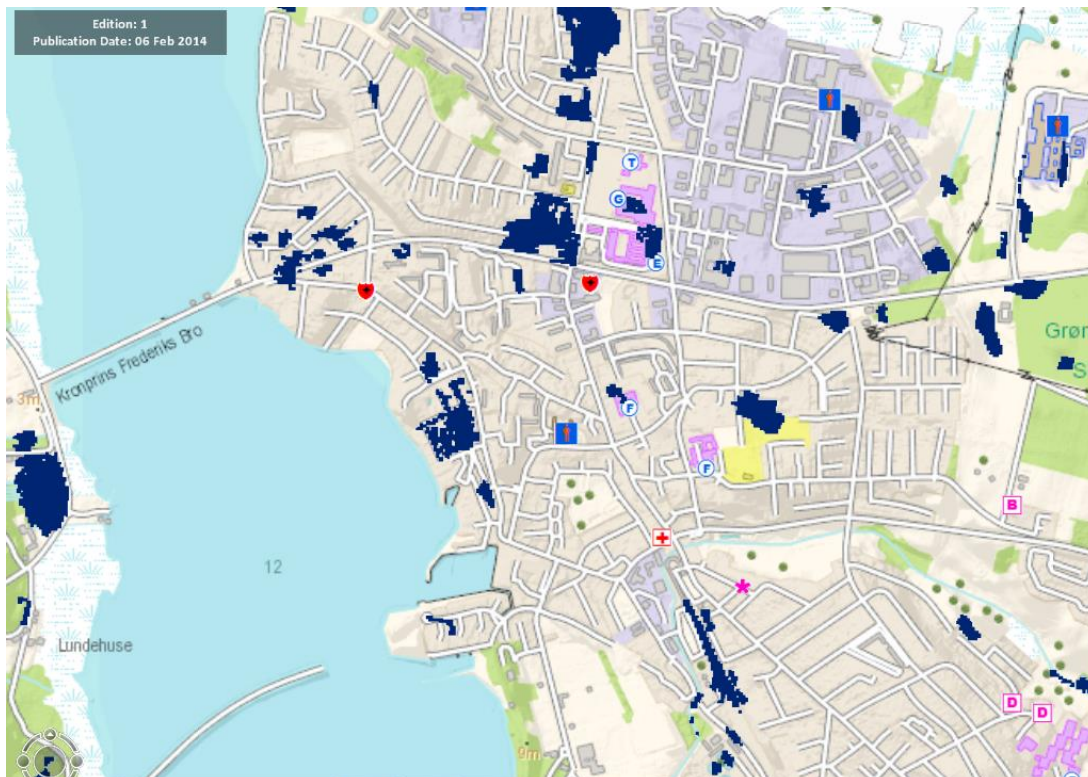 Edition: 1
Publication Date: 06 Feb 2014
T
G
E
Kronprins Frederiks Bro
Grøn
S
3m
F
F
B
12
Lundehuse
D
D
9m